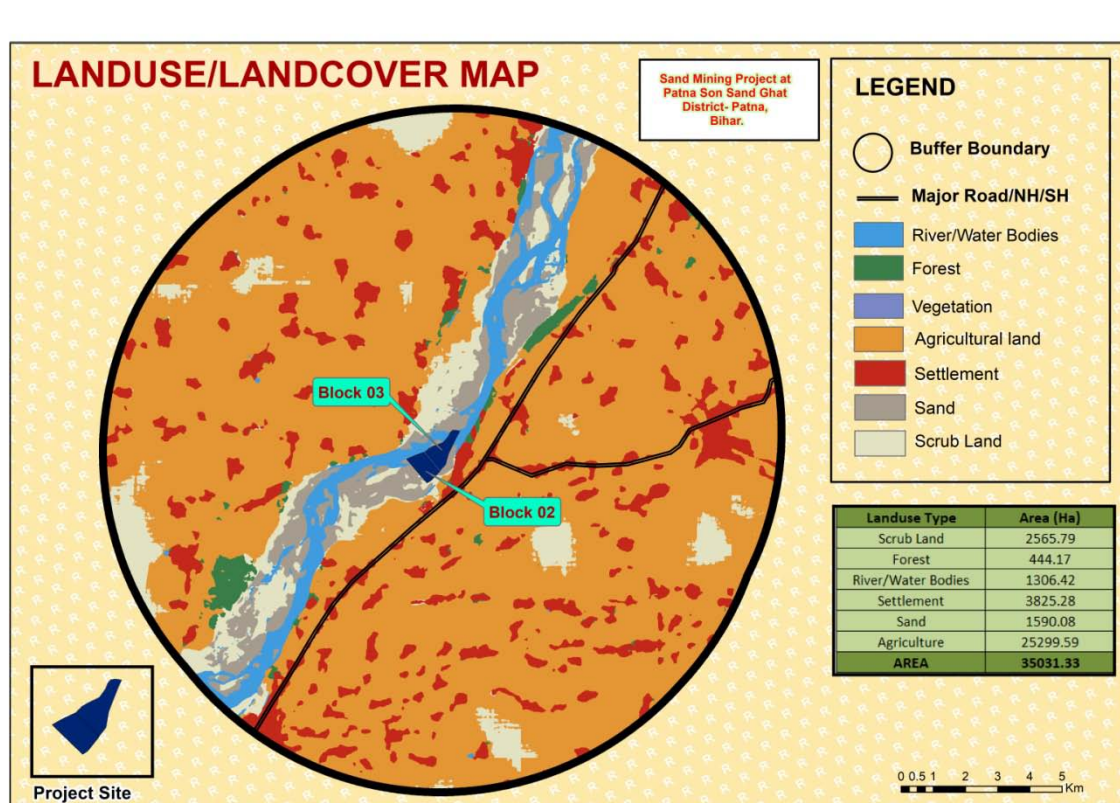 LANDUSE/LANDCOVER MAP
Sand Mining Project at
Patna Son Sand Ghat
District- Patna,
Bihar.
LEGEND
Buffer Boundary
Major Road/NH/SH
River/Water Bodies
Forest
Vegetation
Agricultural land
Settlement
Sand
Scrub Land
Block 03
Block 02
Landuse Type Area (Ha)
Scrub Land 2565.79
Forest 444.17
River/Water Bodies 1306.42
Settlement 3825.28
Sand 1590.08
Agriculture 25299.59
AREA 35031.33
Project Site
0 0.5 1 2 3 4 5
Km